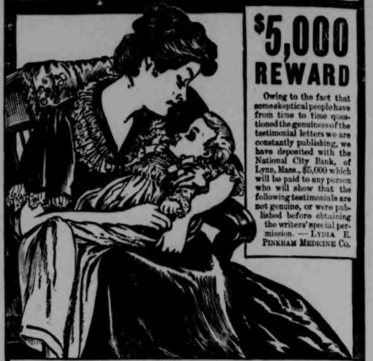 $5,000
REWARD
Owing to the fact that
some skeptical people have
from time to time ques-
tioned the genuineness of the
testimonial letters we are
constantly publishing, we
have deposited with the
National City Bank, of
Lynn, Mass., $5,000 which
will be paid to any person
who will show that the
following testimonials are
not genuine, or were pub-
lished before obtaining
the writers' special per-
mission. — LYDIA E.
PINKHAM MEDICINE CO.